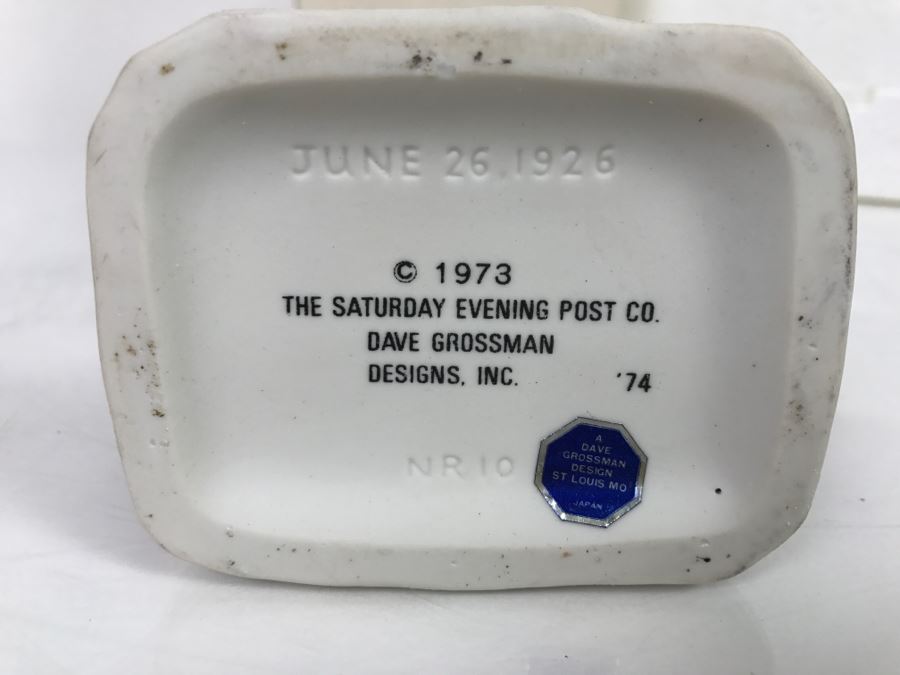 JUNE 26, 1926
© 1973
THE SATURDAY EVENING POST CO.
DAVE GROSSMAN
DESIGNS, INC. '74
NR10
A
DAVE
GROSSMAN
DESIGN
ST LOUIS MO
JAPAN